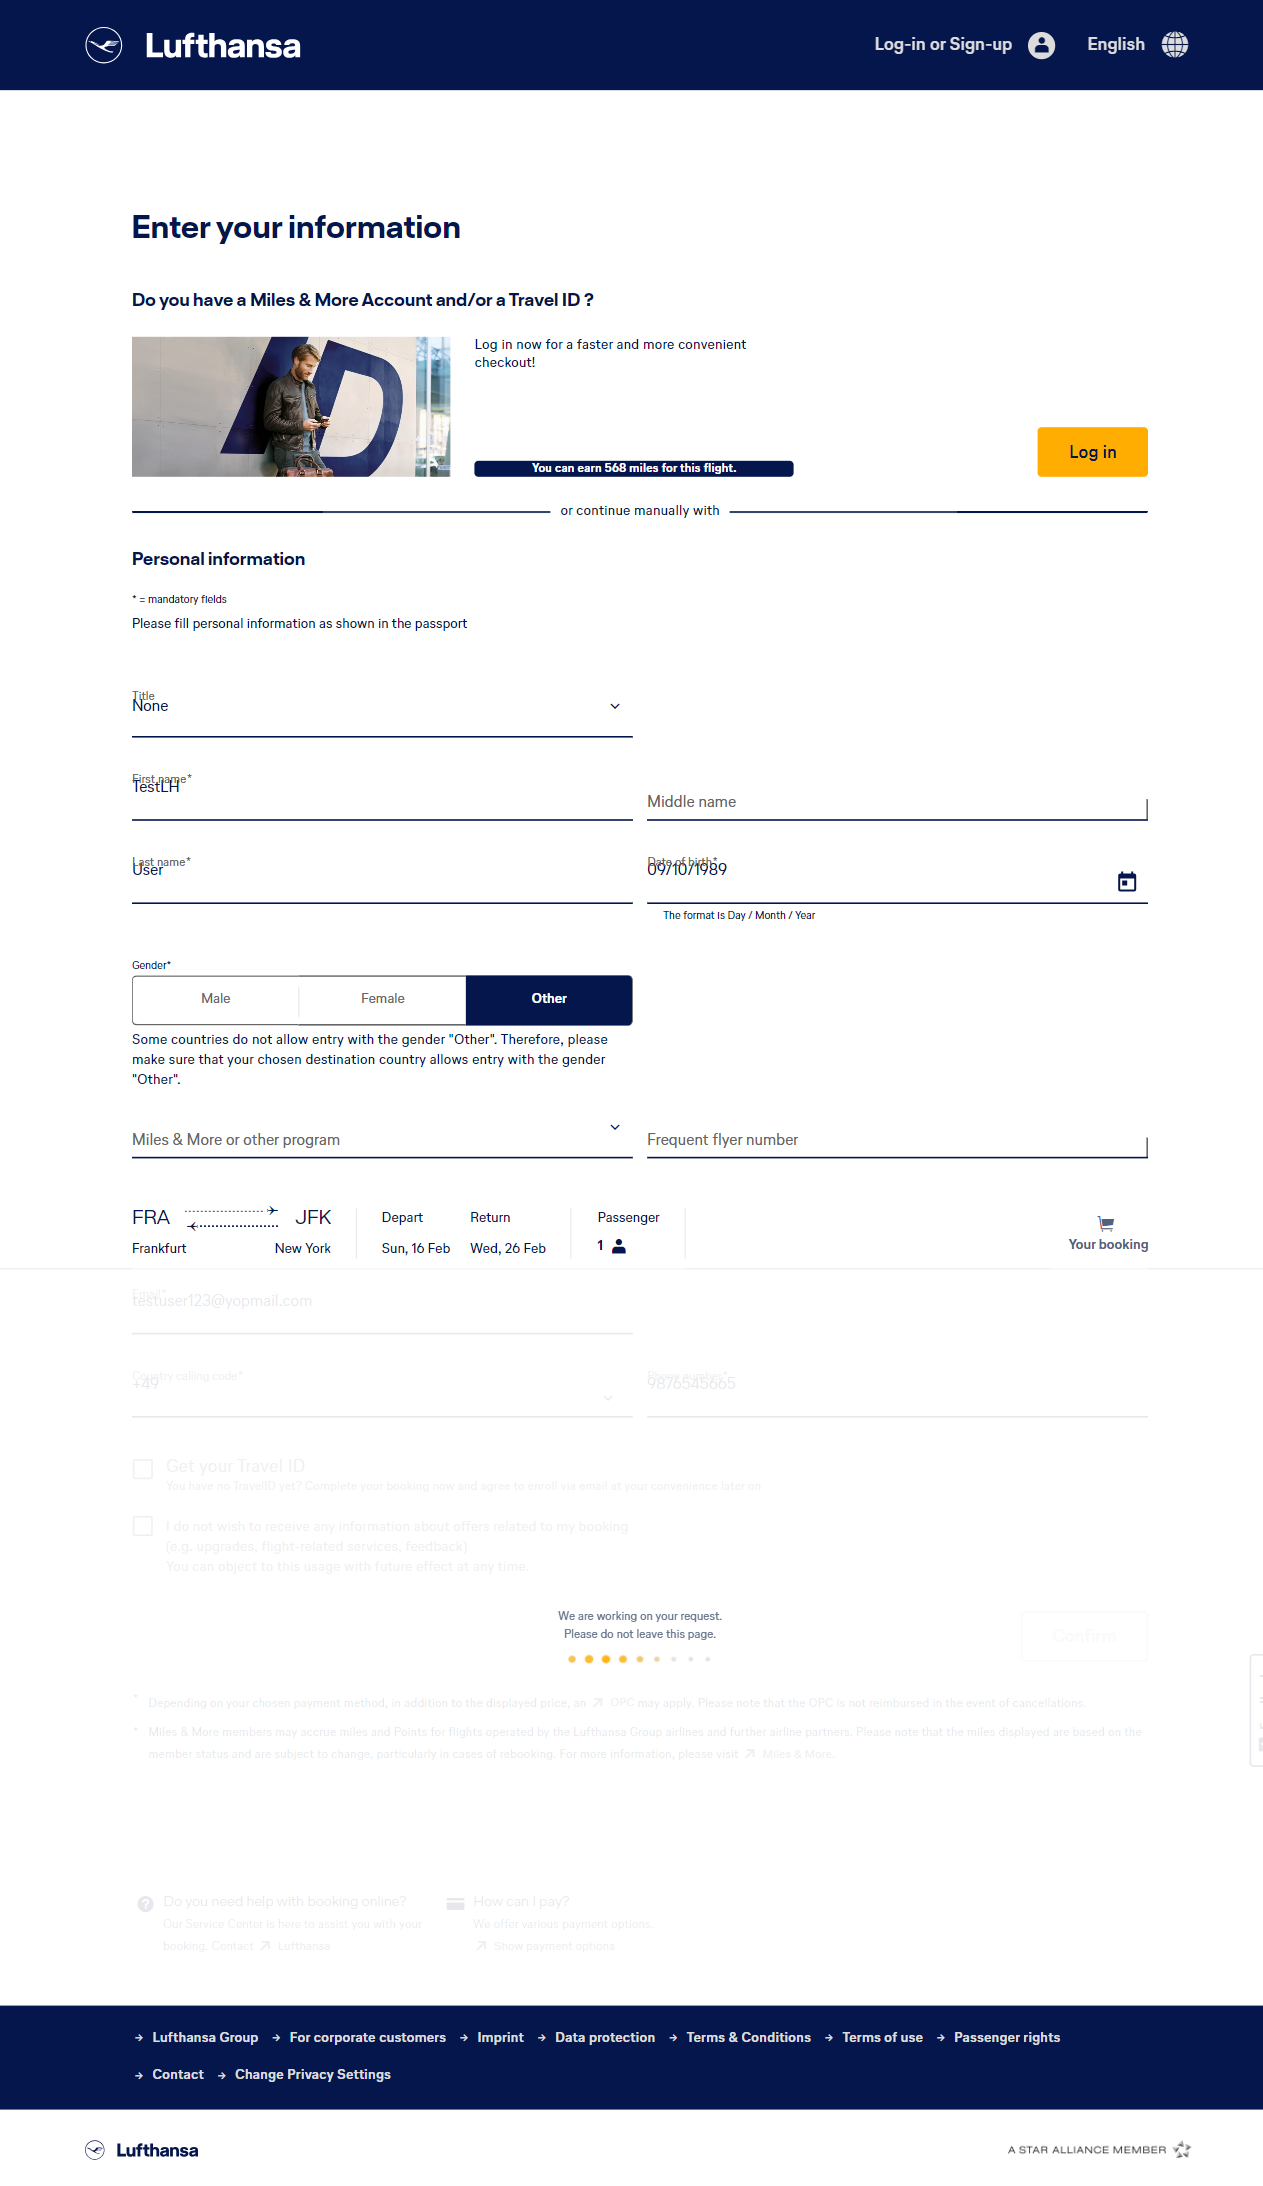 Lufthansa
Log-in or Sign-up
English
Enter your information
Do you have a Miles & More Account and/or a Travel ID ?
Log in now for a faster and more convenient
checkout!
You can earn 568 miles for this flight.
Log in
or continue manually with
Personal information
* = mandatory fields
Please fill personal information as shown in the passport
Title
None
First name*
TestLH
Middle name
Last name*
User
Date of birth*
09/10/1989
The format is Day / Month / Year
Gender*
Male
Female
Other
Some countries do not allow entry with the gender "Other". Therefore, please
make sure that your chosen destination country allows entry with the gender
"Other".
Miles & More or other program
Frequent flyer number
FRA
JFK
Depart
Return
Passenger
Frankfurt
New York
Sun, 16 Feb
Wed, 26 Feb
1
Your booking
Email*
testuser123@yopmail.com
Country calling code*
+49
Phone number*
9876545665
Get your Travel ID
You have no TravelID yet? Complete your booking now and agree to enroll via email at your convenience later on
I do not wish to receive any information about offers related to my booking
(e.g. upgrades, flight-related services, feedback)
You can object to this usage with future effect at any time.
We are working on your request.
Please do not leave this page.
Confirm
* Depending on your chosen payment method, in addition to the displayed price, an OPC may apply. Please note that the OPC is not reimbursed in the event of cancellations.
* Miles & More members may accrue miles and Points for flights operated by the Lufthansa Group airlines and further airline partners. Please note that the miles displayed are based on the
member status and are subject to change, particularly in cases of rebooking. For more information, please visit Miles & More.
Do you need help with booking online?
Our Service Center is here to assist you with your
booking. Contact Lufthansa
How can I pay?
We offer various payment options.
Show payment options
Lufthansa Group
For corporate customers
Imprint
Data protection
Terms & Conditions
Terms of use
Passenger rights
Contact
Change Privacy Settings
Lufthansa
A STAR ALLIANCE MEMBER